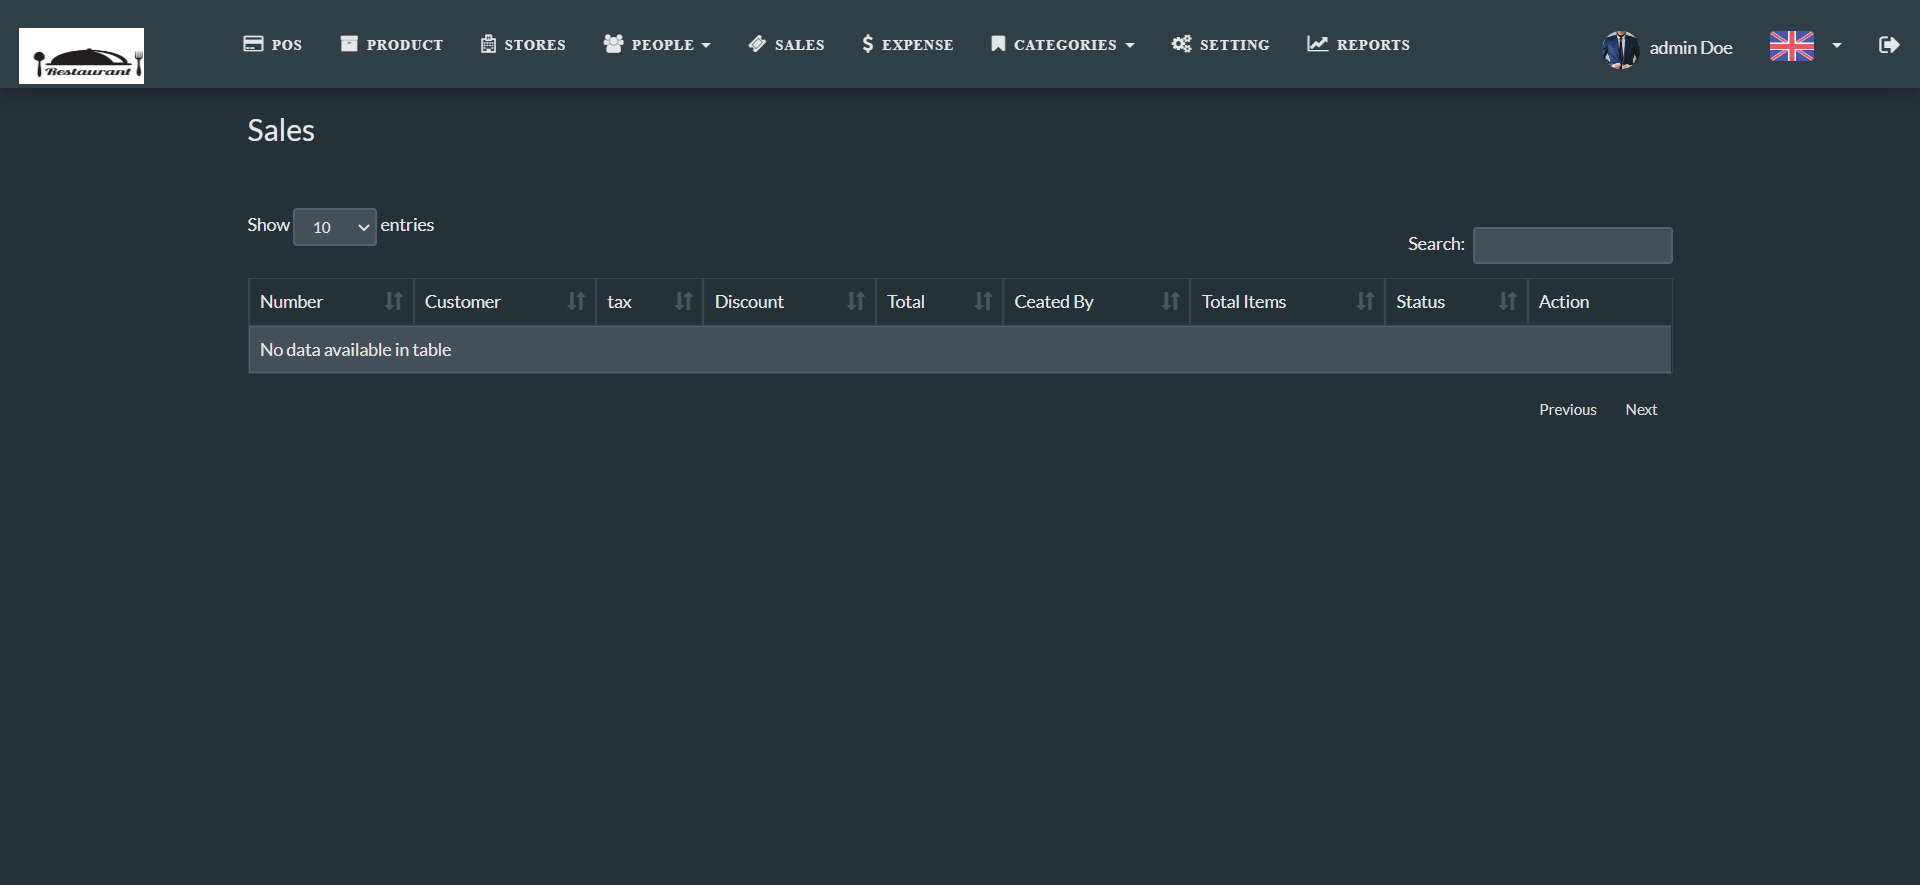 Restaurant
POS PRODUCT STORES PEOPLE SALES EXPENSE CATEGORIES SETTING REPORTS admin Doe
Sales
Show 10 entries
Search:
Number Customer tax Discount Total Ceated By Total Items Status Action
No data available in table
Previous Next